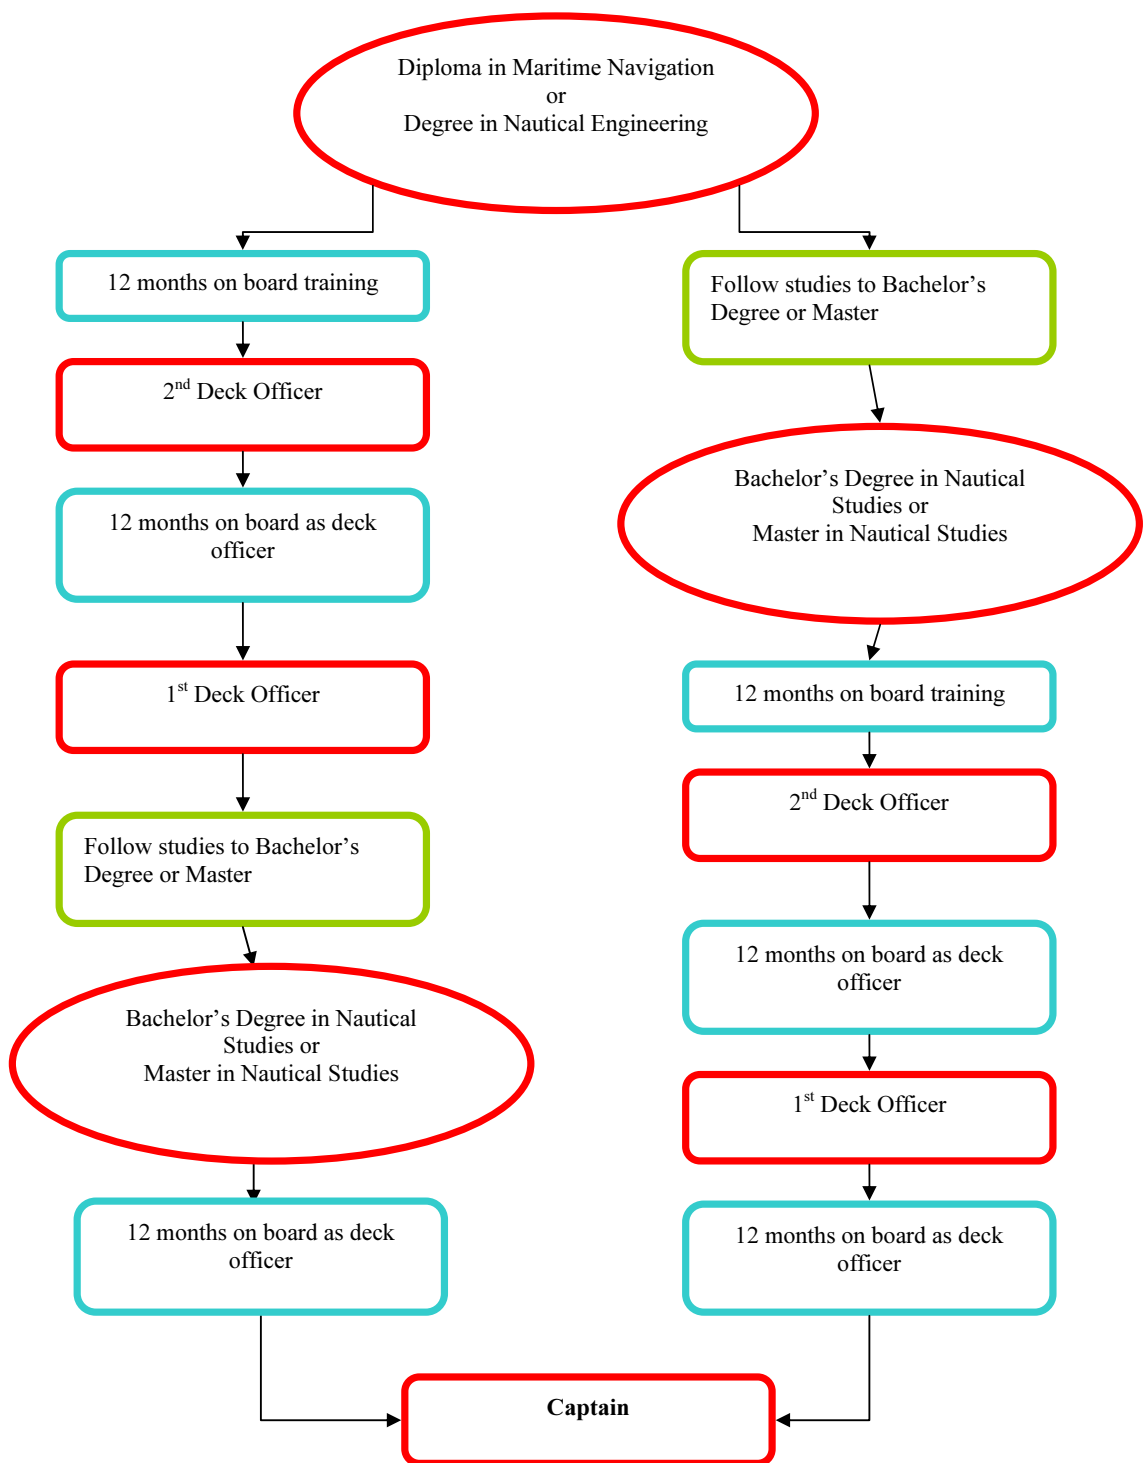 Diploma in Maritime Navigation
or
Degree in Nautical Engineering
12 months on board training
2nd Deck Officer
12 months on board as deck
officer
1st Deck Officer
Follow studies to Bachelor’s
Degree or Master
Bachelor’s Degree in Nautical
Studies or
Master in Nautical Studies
12 months on board as deck
officer
Follow studies to Bachelor’s
Degree or Master
Bachelor’s Degree in Nautical
Studies or
Master in Nautical Studies
12 months on board training
2nd Deck Officer
12 months on board as deck
officer
1st Deck Officer
12 months on board as deck
officer
Captain